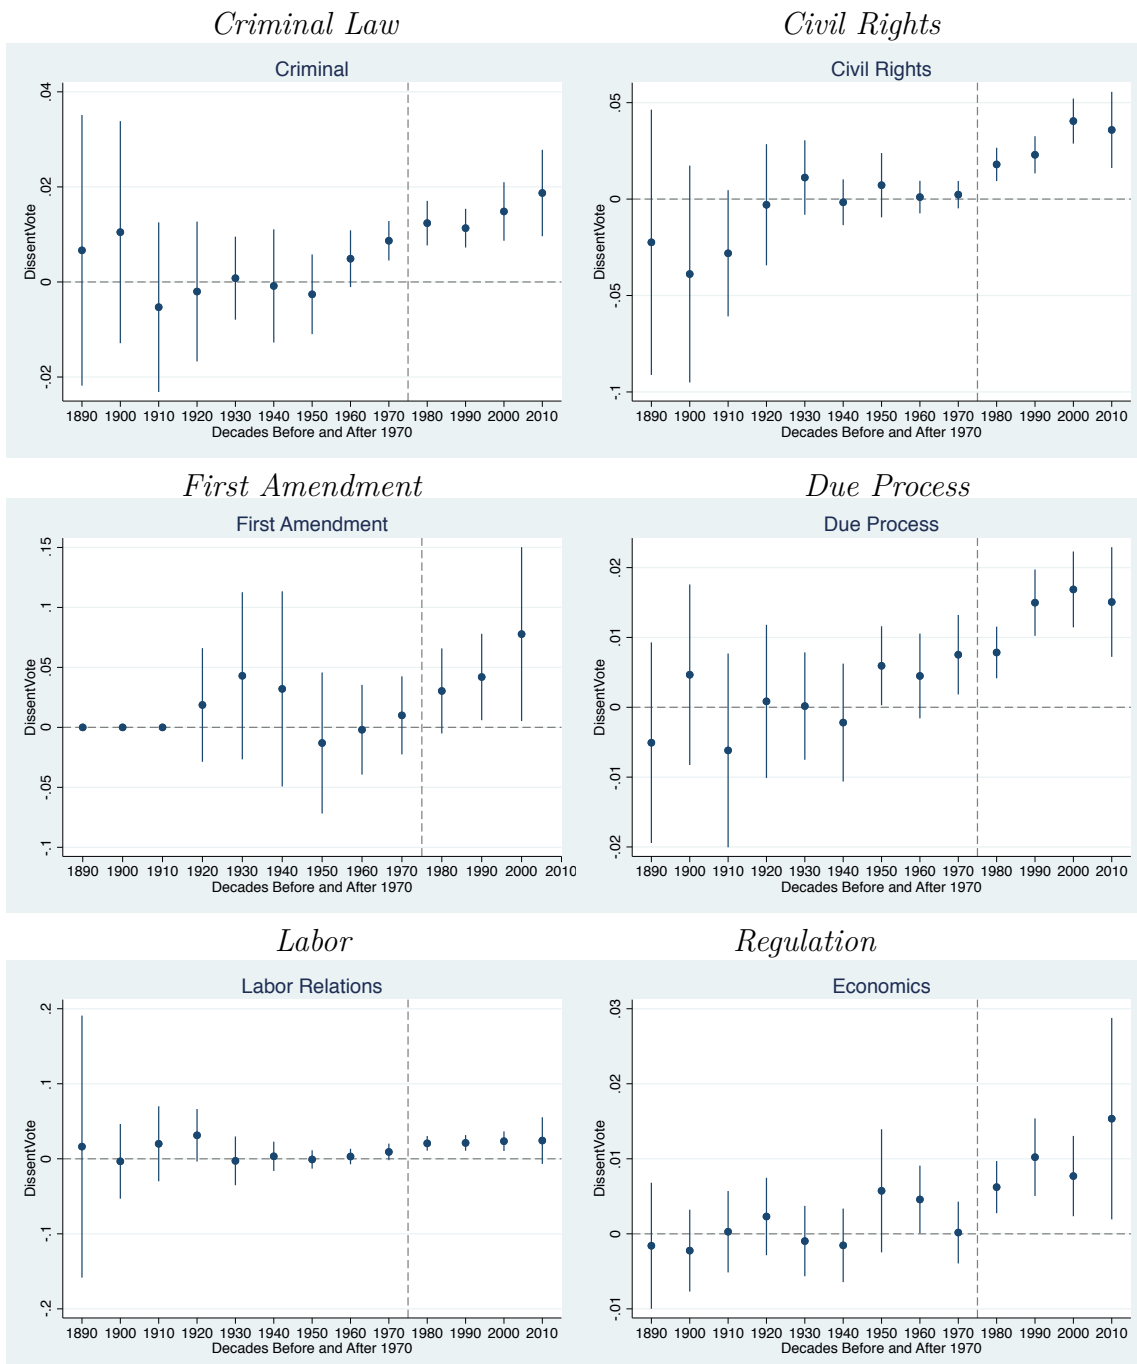 Criminal Law
Civil Rights
Criminal
DissentVote
.04
.02
0
-.02
1890 1900 1910 1920 1930 1940 1950 1960 1970 1980 1990 2000 2010
Decades Before and After 1970
Civil Rights
DissentVote
.05
0
-.05
-.1
1890 1900 1910 1920 1930 1940 1950 1960 1970 1980 1990 2000 2010
Decades Before and After 1970
First Amendment
Due Process
First Amendment
DissentVote
.15
.1
.05
0
-.05
-.1
1890 1900 1910 1920 1930 1940 1950 1960 1970 1980 1990 2000 2010
Decades Before and After 1970
Due Process
DissentVote
.02
.01
0
-.01
-.02
1890 1900 1910 1920 1930 1940 1950 1960 1970 1980 1990 2000 2010
Decades Before and After 1970
Labor
Regulation
Labor Relations
DissentVote
.2
.1
0
-.1
-.2
1890 1900 1910 1920 1930 1940 1950 1960 1970 1980 1990 2000 2010
Decades Before and After 1970
Economics
DissentVote
.03
.02
.01
0
-.01
1890 1900 1910 1920 1930 1940 1950 1960 1970 1980 1990 2000 2010
Decades Before and After 1970